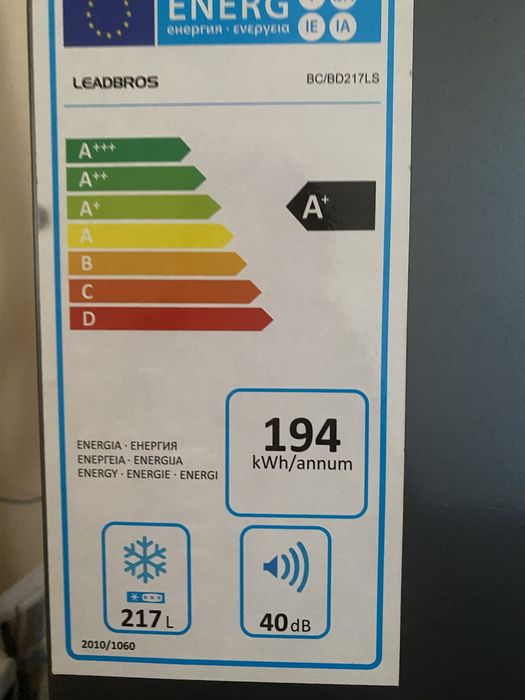 ENERG
енергия · ενεργεια
IE IA
LEADBROS
BC/BD217LS
A+++
A++
A+
A+
A
B
C
D
194
kWh/annum
ENERGIA · ЕНЕРГИЯ
ΕΝΕΡΓΕΙΑ · ENERGIJA
ENERGY · ENERGIE · ENERGI
217 L
40 dB
2010/1060